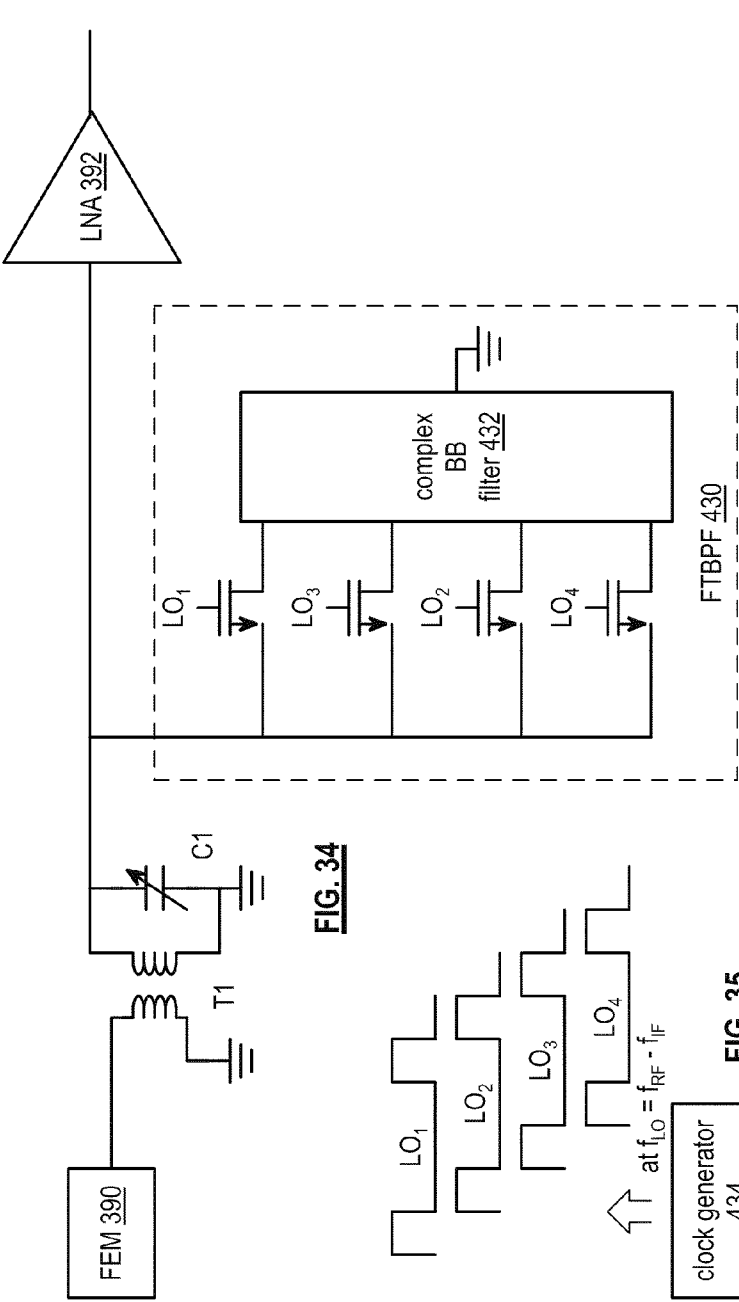 FEM 390
T1
C1
LNA 392
LO1
LO3
LO2
LO4
complex
BB
filter 432
FTBPF 430
FIG. 34
LO1
LO2
LO3
LO4
at fLO = fRF - fIF
clock generator
434
FIG. 35